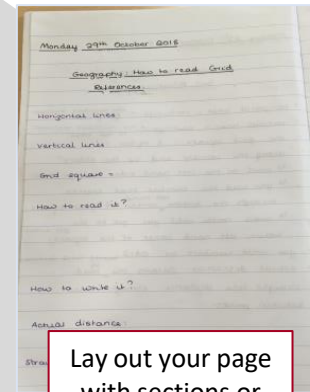 Monday 29th October 2018
Geography: How to read Grid
References.
Horizontal lines
Vertical lines
Grid square =
How to read it?
How to write it?
Actual distance:
Lay out your page
with sections or